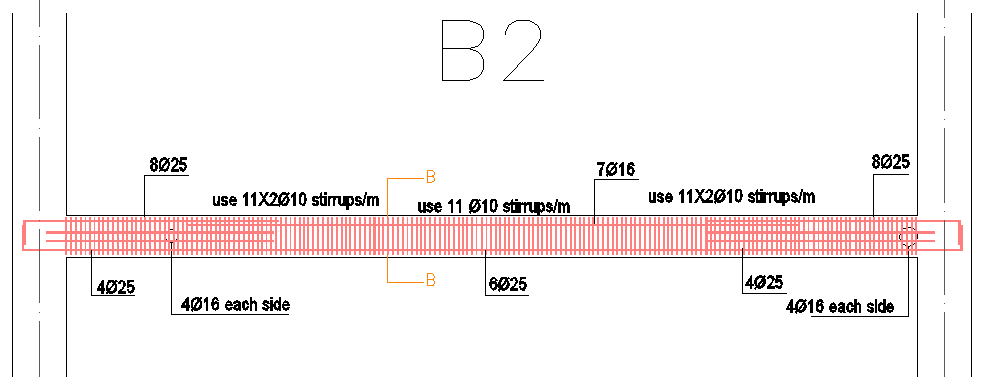 B2
8Ø25
8Ø25
B
7Ø16
use 11X2Ø10 stirrups/m
use 11X2Ø10 stirrups/m
use 11 Ø10 stirrups/m
B
4Ø25
6Ø25
4Ø25
4Ø16 each side
4Ø16 each side